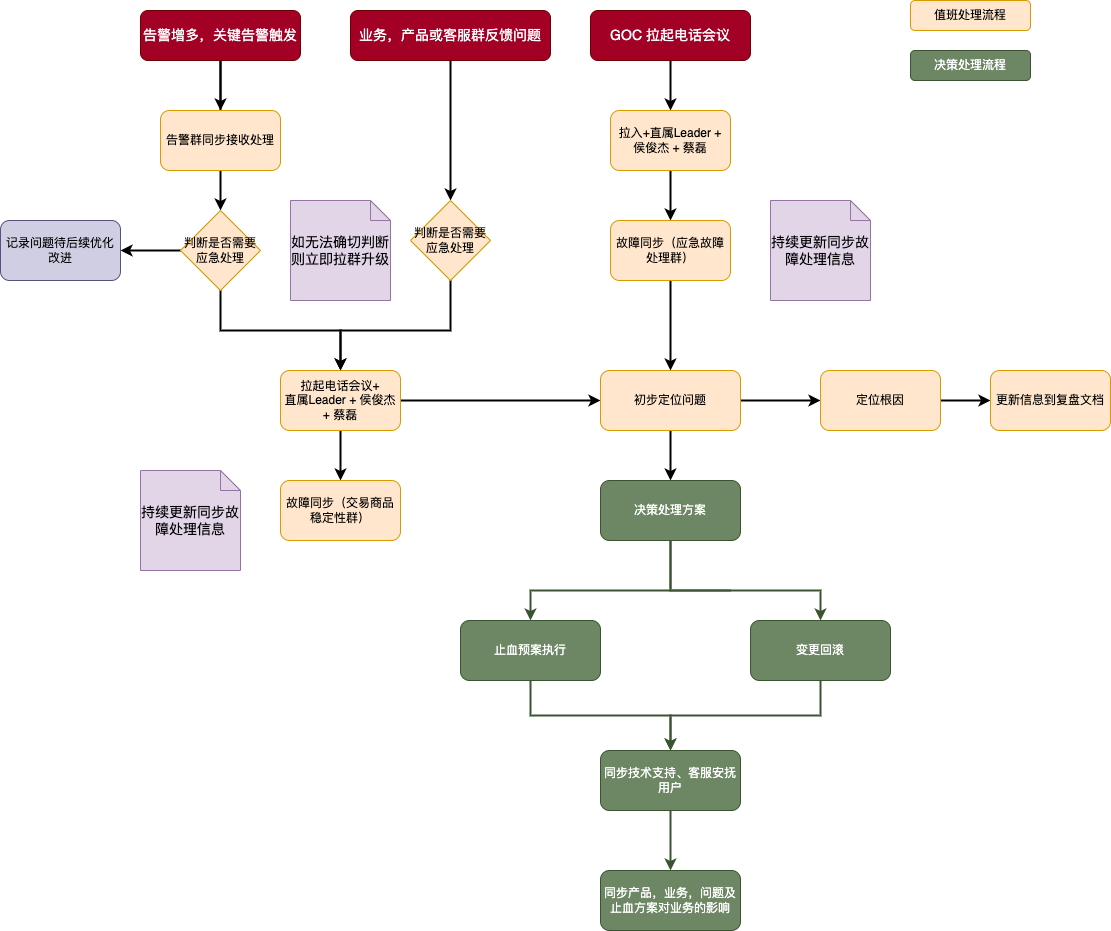 告警增多，关键告警触发
业务，产品或客服群反馈问题
GOC 拉起电话会议
值班处理流程
决策处理流程
告警群同步接收处理
拉入+直属Leader +
侯俊杰 + 蔡磊
记录问题待后续优化
改进
判断是否需要
应急处理
如无法确切判断
则立即拉群升级
判断是否需要
应急处理
故障同步（应急故障
处理群）
持续更新同步故
障处理信息
拉起电话会议+
直属Leader + 侯俊杰
+ 蔡磊
初步定位问题
定位根因
更新信息到复盘文档
持续更新同步故
障处理信息
故障同步（交易商品
稳定性群）
决策处理方案
止血预案执行
变更回滚
同步技术支持、客服安抚
用户
同步产品，业务，问题及
止血方案对业务的影响